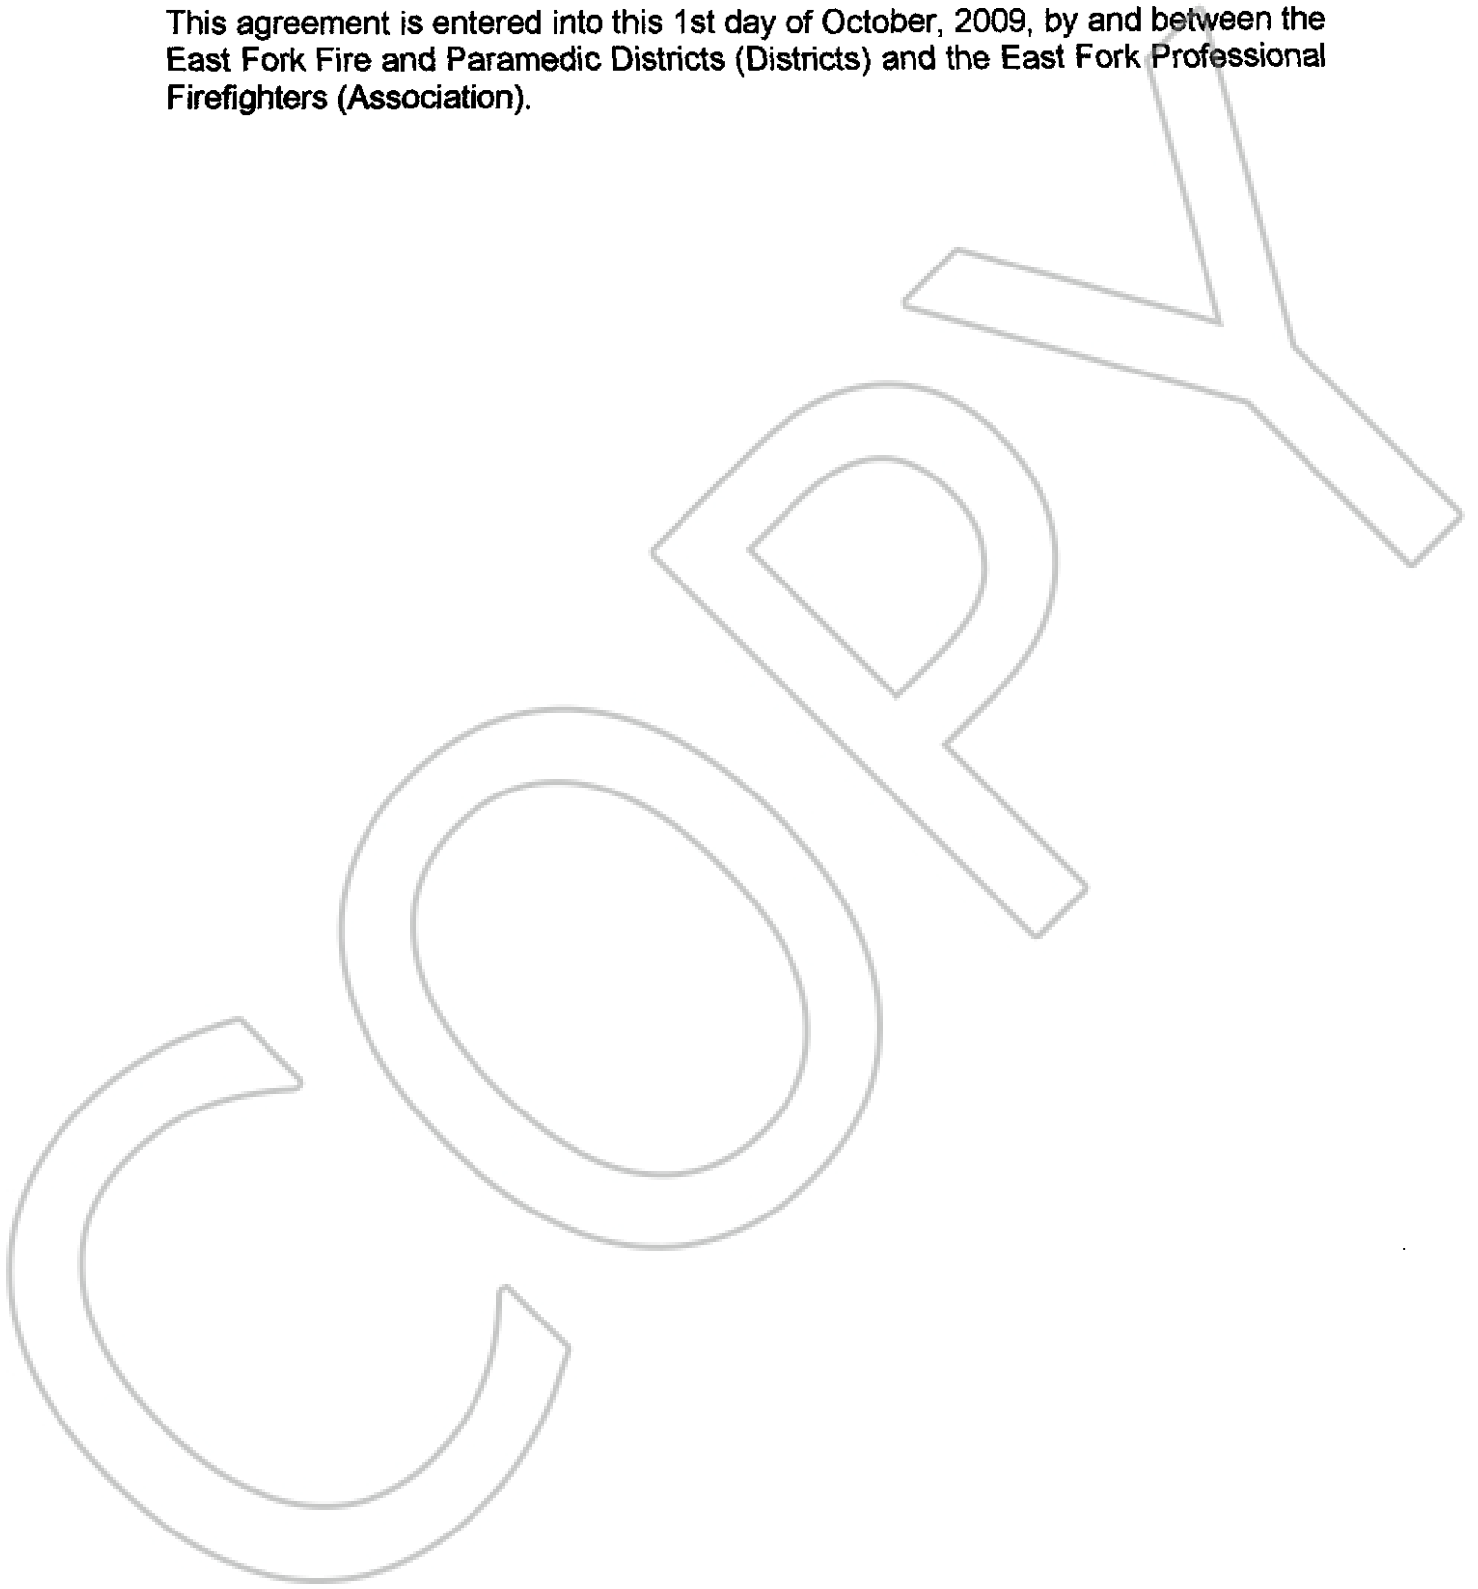 This agreement is entered into this 1st day of October, 2009, by and between the
East Fork Fire and Paramedic Districts (Districts) and the East Fork Professional
Firefighters (Association).
COPY